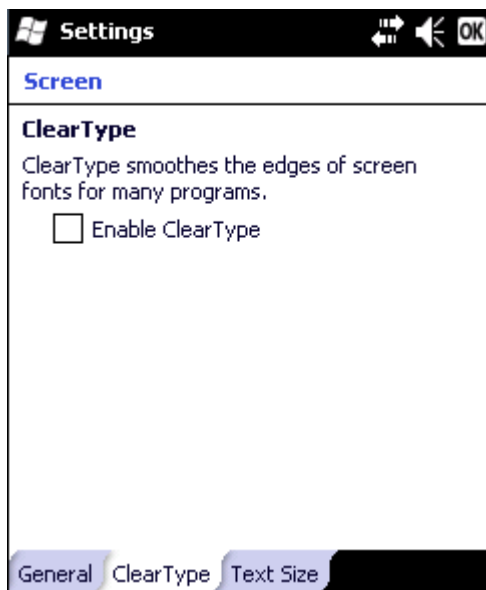 Settings
OK
Screen
ClearType
ClearType smoothes the edges of screen
fonts for many programs.
Enable ClearType
General ClearType Text Size